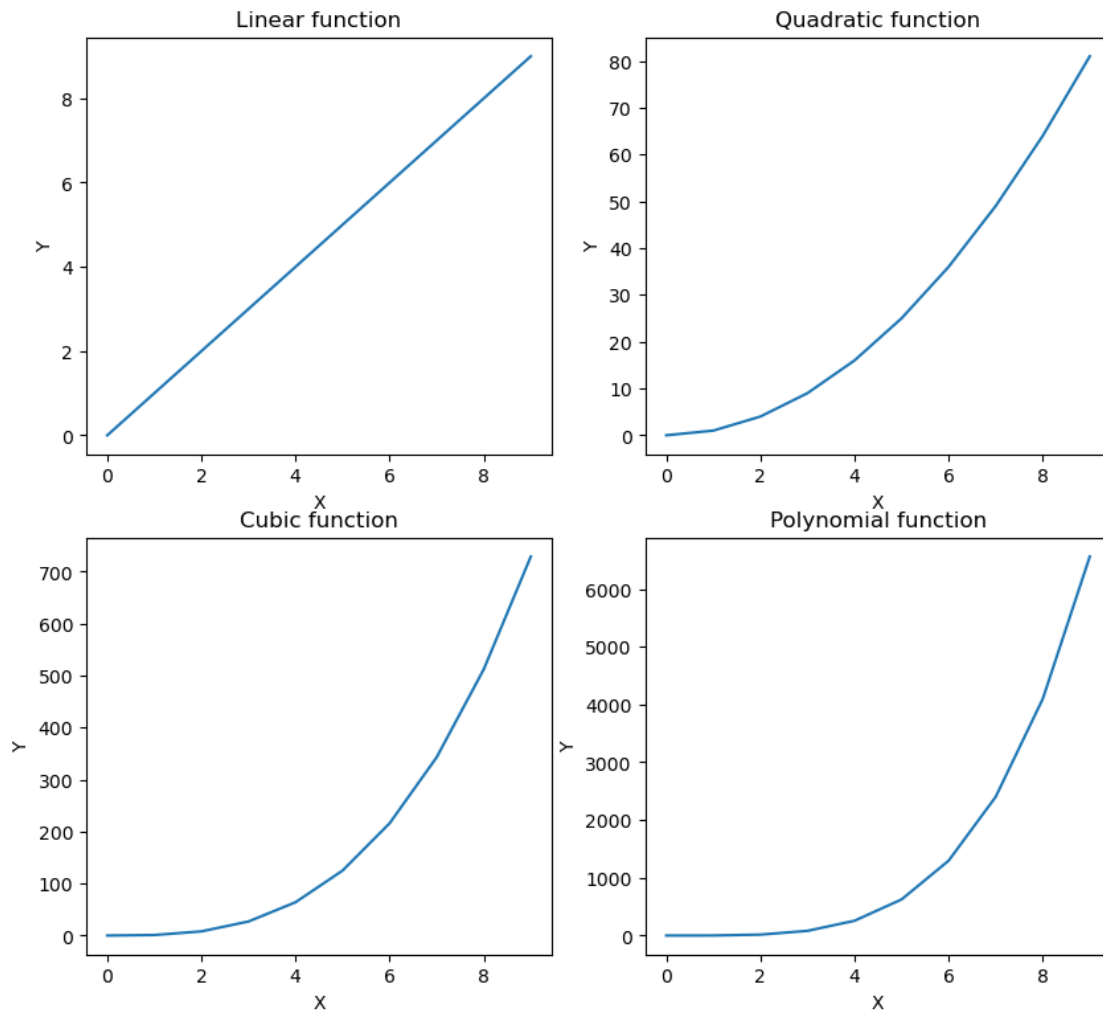 Linear function
8
6
4
2
0
Y
0 2 4 6 8
X
Quadratic function
80
70
60
50
40
30
20
10
0
Y
0 2 4 6 8
X
Cubic function
700
600
500
400
300
200
100
0
Y
0 2 4 6 8
X
Polynomial function
6000
5000
4000
3000
2000
1000
0
Y
0 2 4 6 8
X